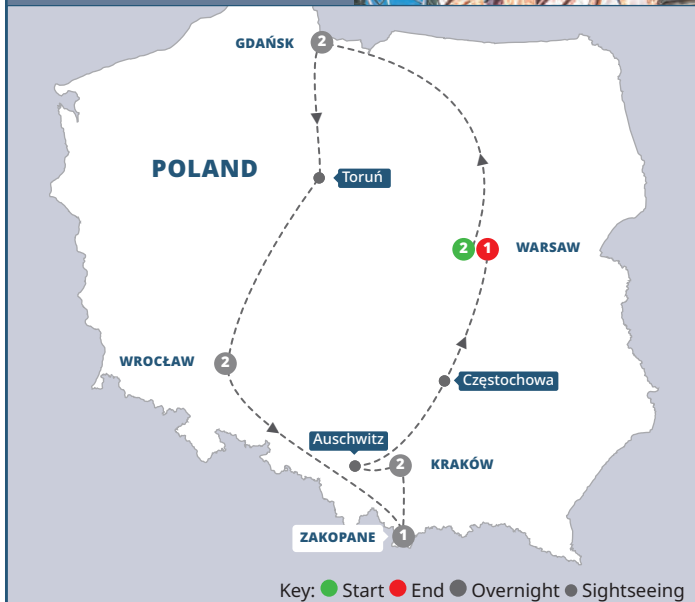 GDAŃSK 2
POLAND
Toruń
2 1 WARSAW
WROCŁAW 2
Częstochowa
Auschwitz
2 KRAKÓW
ZAKOPANE 1
Key: Start End Overnight Sightseeing